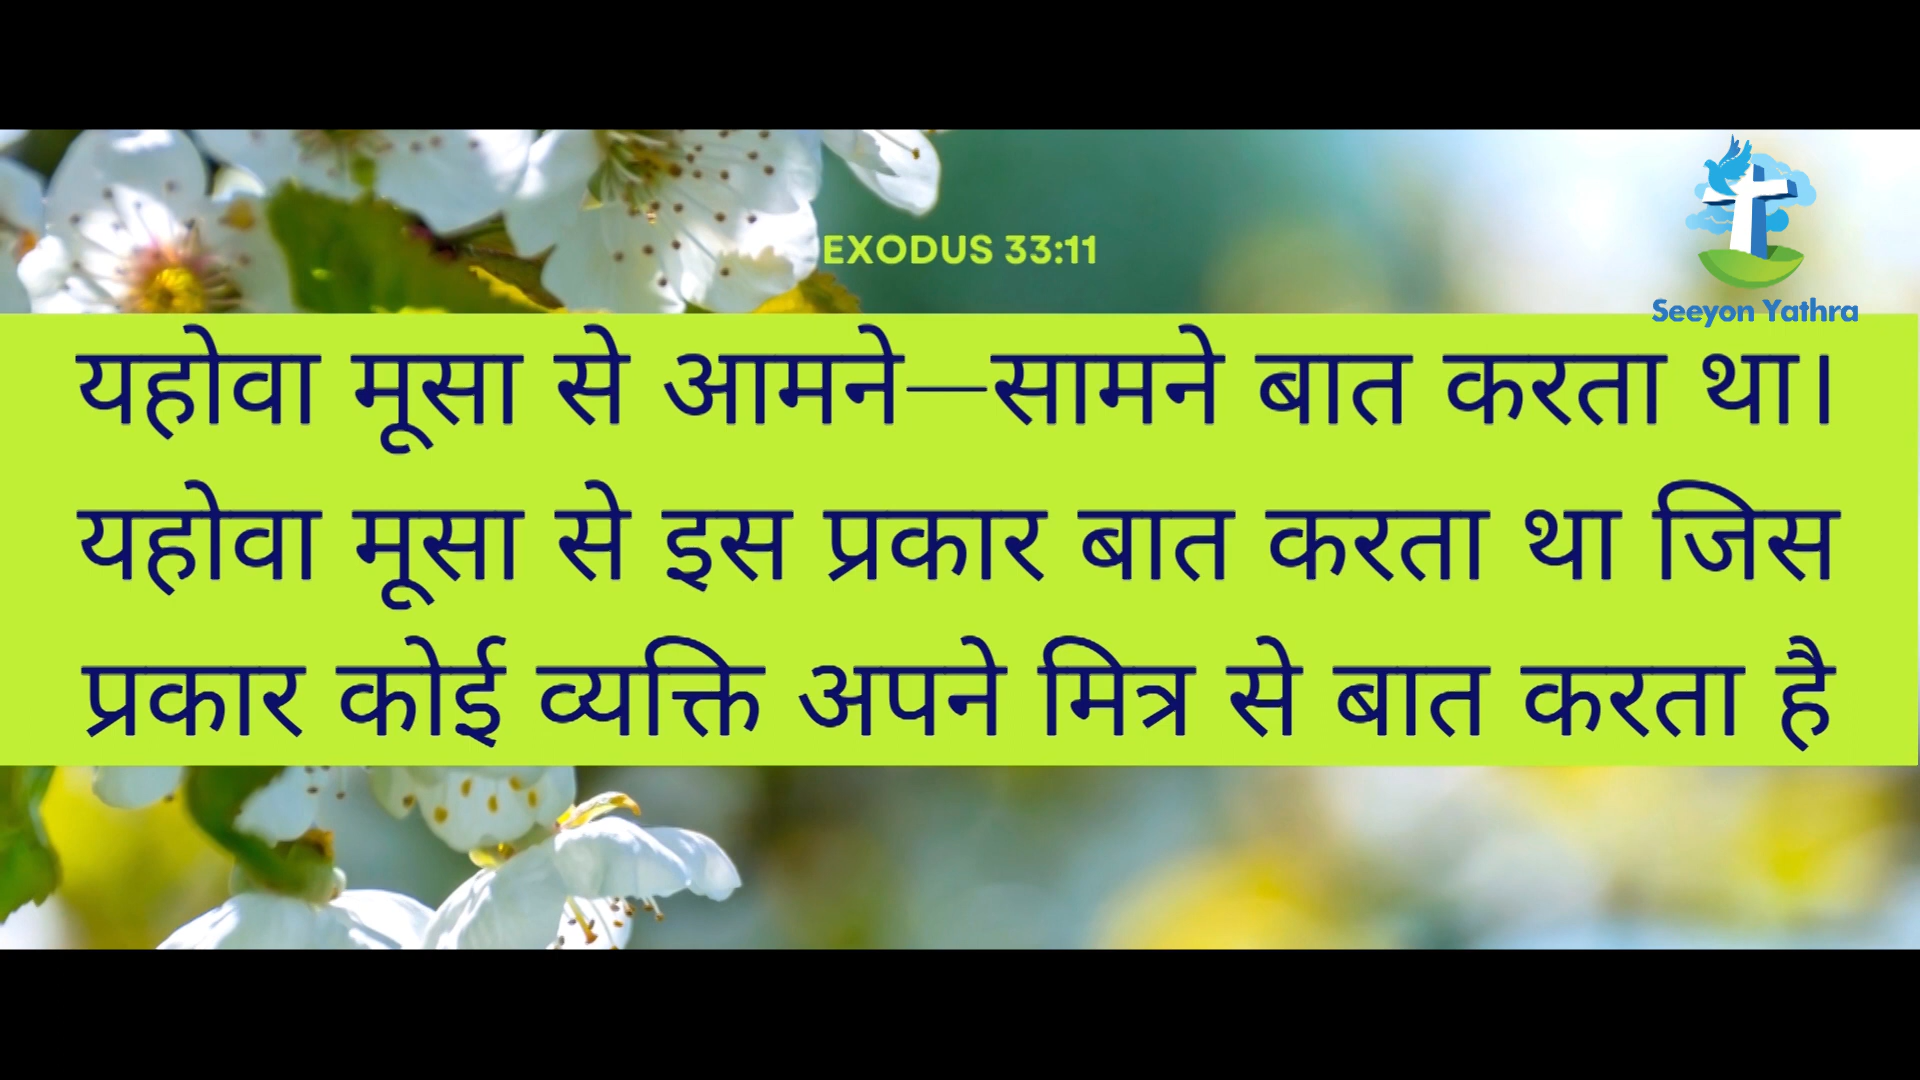 EXODUS 33:11
Seeyon Yathra
यहोवा मूसा से आमने—सामने बात करता था।
यहोवा मूसा से इस प्रकार बात करता था जिस
प्रकार कोई व्यक्ति अपने मित्र से बात करता है